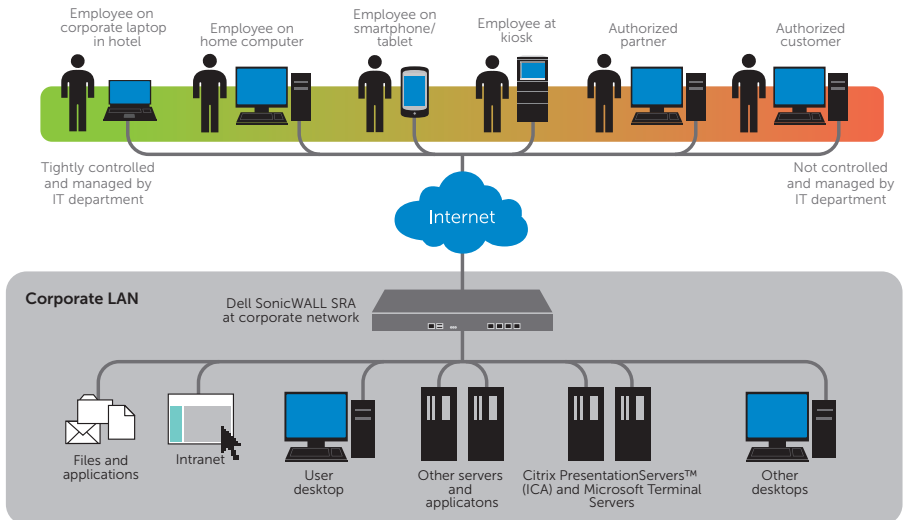 Employee on
corporate laptop
in hotel
Employee on
home computer
Employee on
smartphone/
tablet
Employee at
kiosk
Authorized
partner
Authorized
customer
Tightly controlled
and managed by
IT department
Not controlled
and managed by
IT department
Internet
Corporate LAN
Dell SonicWALL SRA
at corporate network
Files and
applications
Intranet
User
desktop
Other servers
and
applicatons
Citrix PresentationServers™
(ICA) and Microsoft Terminal
Servers
Other
desktops